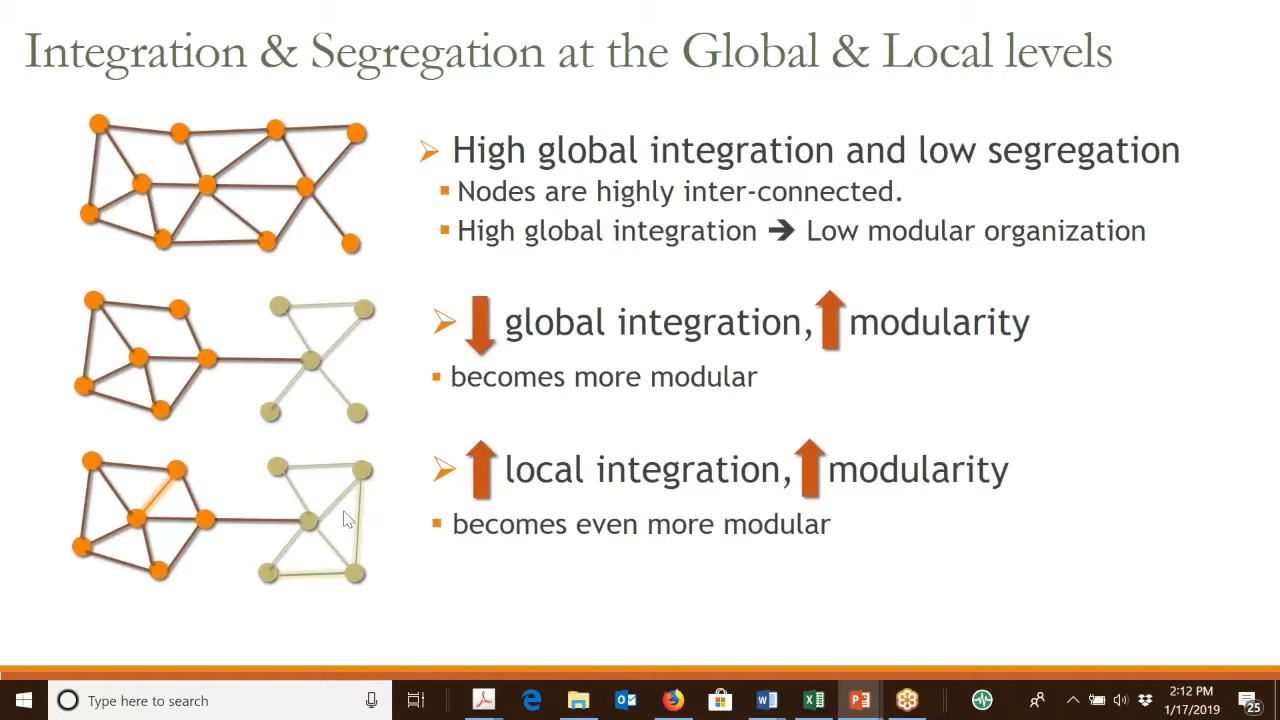 Integration & Segregation at the Global & Local levels
High global integration and low segregation
Nodes are highly inter-connected.
High global integration ➔ Low modular organization
global integration, modularity
becomes more modular
local integration, modularity
becomes even more modular
Type here to search
2:12 PM
1/17/2019
25